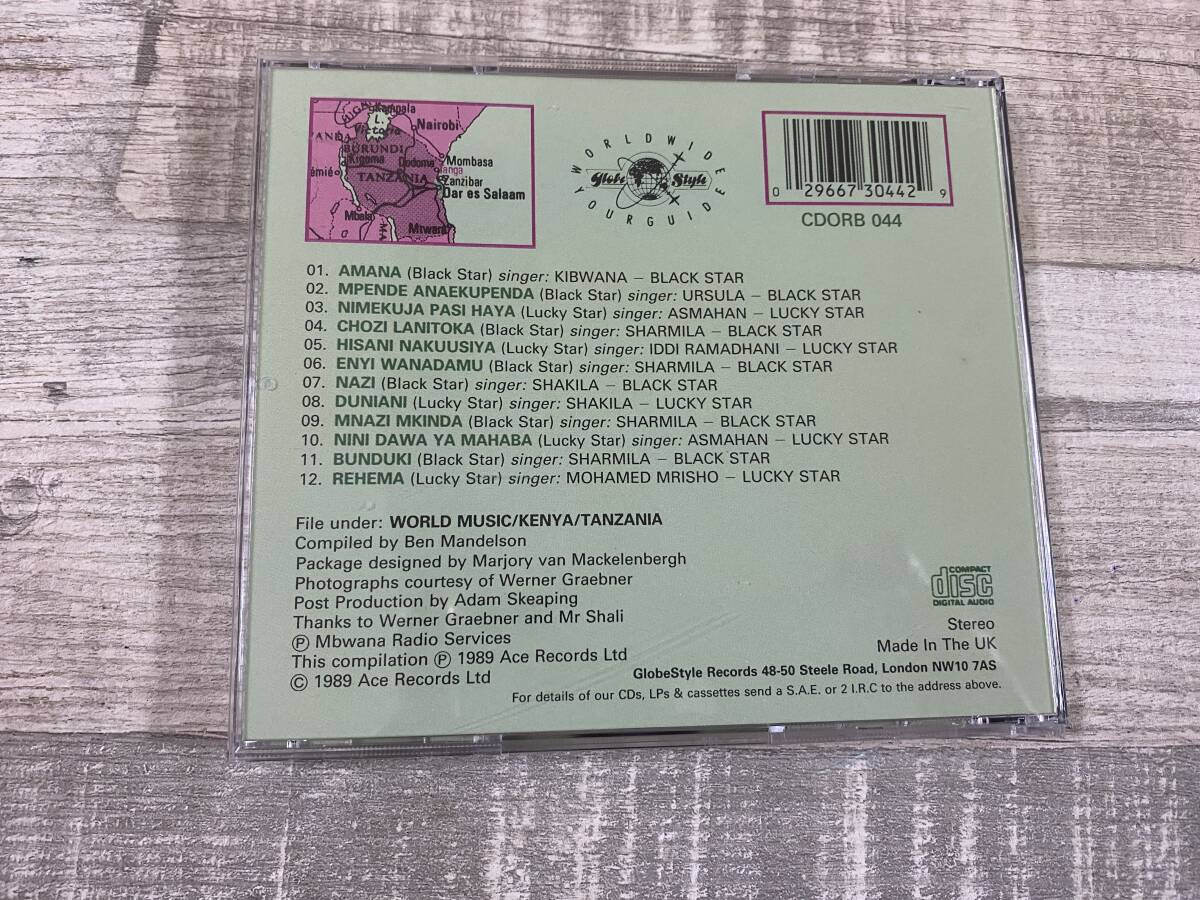 Kampala
L.
Victoria
Nairobi
BURUNDI
Kigoma
Dodoma
Mombasa
Tanga
TANZANIA
Zanzibar
Dar es Salaam
Mbala
Mtwara
WORLDWIDE
Globe Style
YOUR GUIDE
0 29667 30442 9
CDORB 044
01. AMANA (Black Star) singer: KIBWANA – BLACK STAR
02. MPENDE ANAEKUPENDA (Black Star) singer: URSULA – BLACK STAR
03. NIMEKUJA PASI HAYA (Lucky Star) singer: ASMAHAN – LUCKY STAR
04. CHOZI LANITOKA (Black Star) singer: SHARMILA – BLACK STAR
05. HISANI NAKUUSIYA (Lucky Star) singer: IDDI RAMADHANI – LUCKY STAR
06. ENYI WANADAMU (Black Star) singer: SHARMILA – BLACK STAR
07. NAZI (Black Star) singer: SHAKILA – BLACK STAR
08. DUNIANI (Lucky Star) singer: SHAKILA – LUCKY STAR
09. MNAZI MKINDA (Black Star) singer: SHARMILA – BLACK STAR
10. NINI DAWA YA MAHABA (Lucky Star) singer: ASMAHAN – LUCKY STAR
11. BUNDUKI (Black Star) singer: SHARMILA – BLACK STAR
12. REHEMA (Lucky Star) singer: MOHAMED MRISHO – LUCKY STAR
File under: WORLD MUSIC/KENYA/TANZANIA
Compiled by Ben Mandelson
Package designed by Marjory van Mackelenbergh
Photographs courtesy of Werner Graebner
Post Production by Adam Skeaping
Thanks to Werner Graebner and Mr Shali
Ⓟ Mbwana Radio Services
This compilation Ⓟ 1989 Ace Records Ltd
© 1989 Ace Records Ltd
COMPACT
disc
DIGITAL AUDIO
Stereo
Made In The UK
GlobeStyle Records 48-50 Steele Road, London NW10 7AS
For details of our CDs, LPs & cassettes send a S.A.E. or 2 I.R.C to the address above.